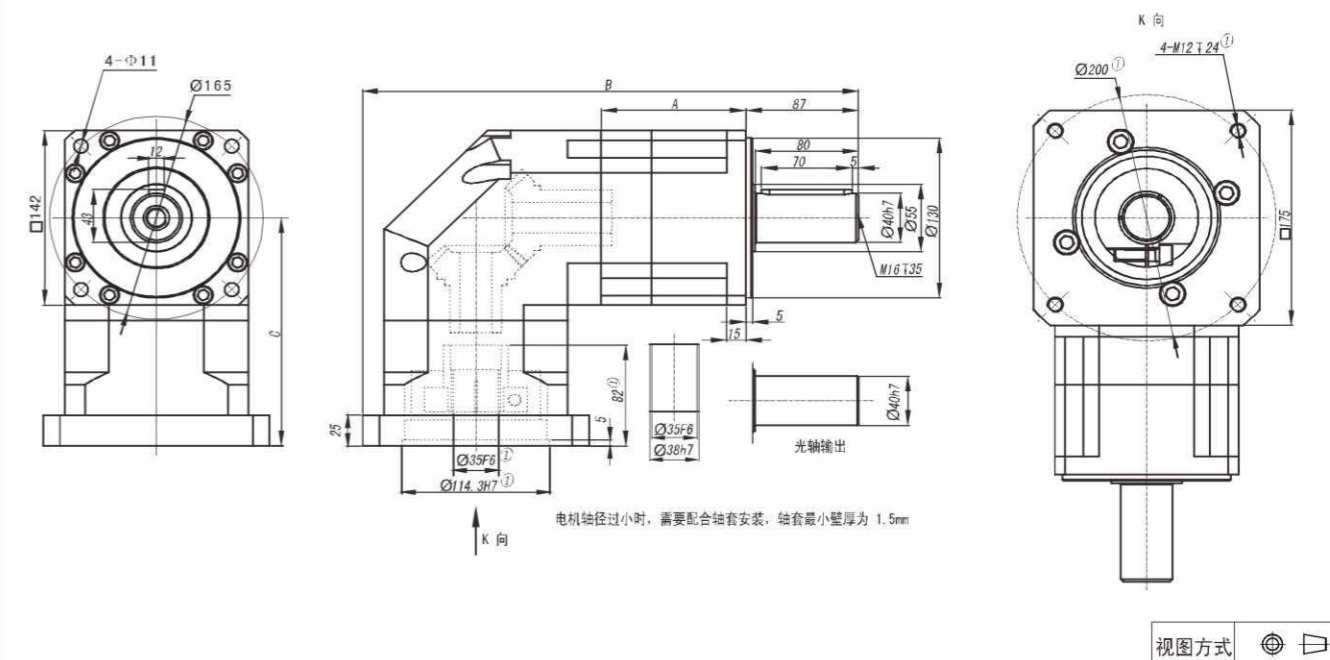 K 向
4-Φ11
Ø165
12
43
□142
C
25
B
A
87
80
70
5
Ø40h7
Ø55
Ø130
M16↧35
5
15
82①
5
Ø35F6①
Ø114.3H7①
Ø35F6
Ø38h7
Ø40h7
光轴输出
电机轴径过小时，需要配合轴套安装，轴套最小壁厚为 1.5mm
K 向
4-M12↧24①
Ø200①
□175
视图方式